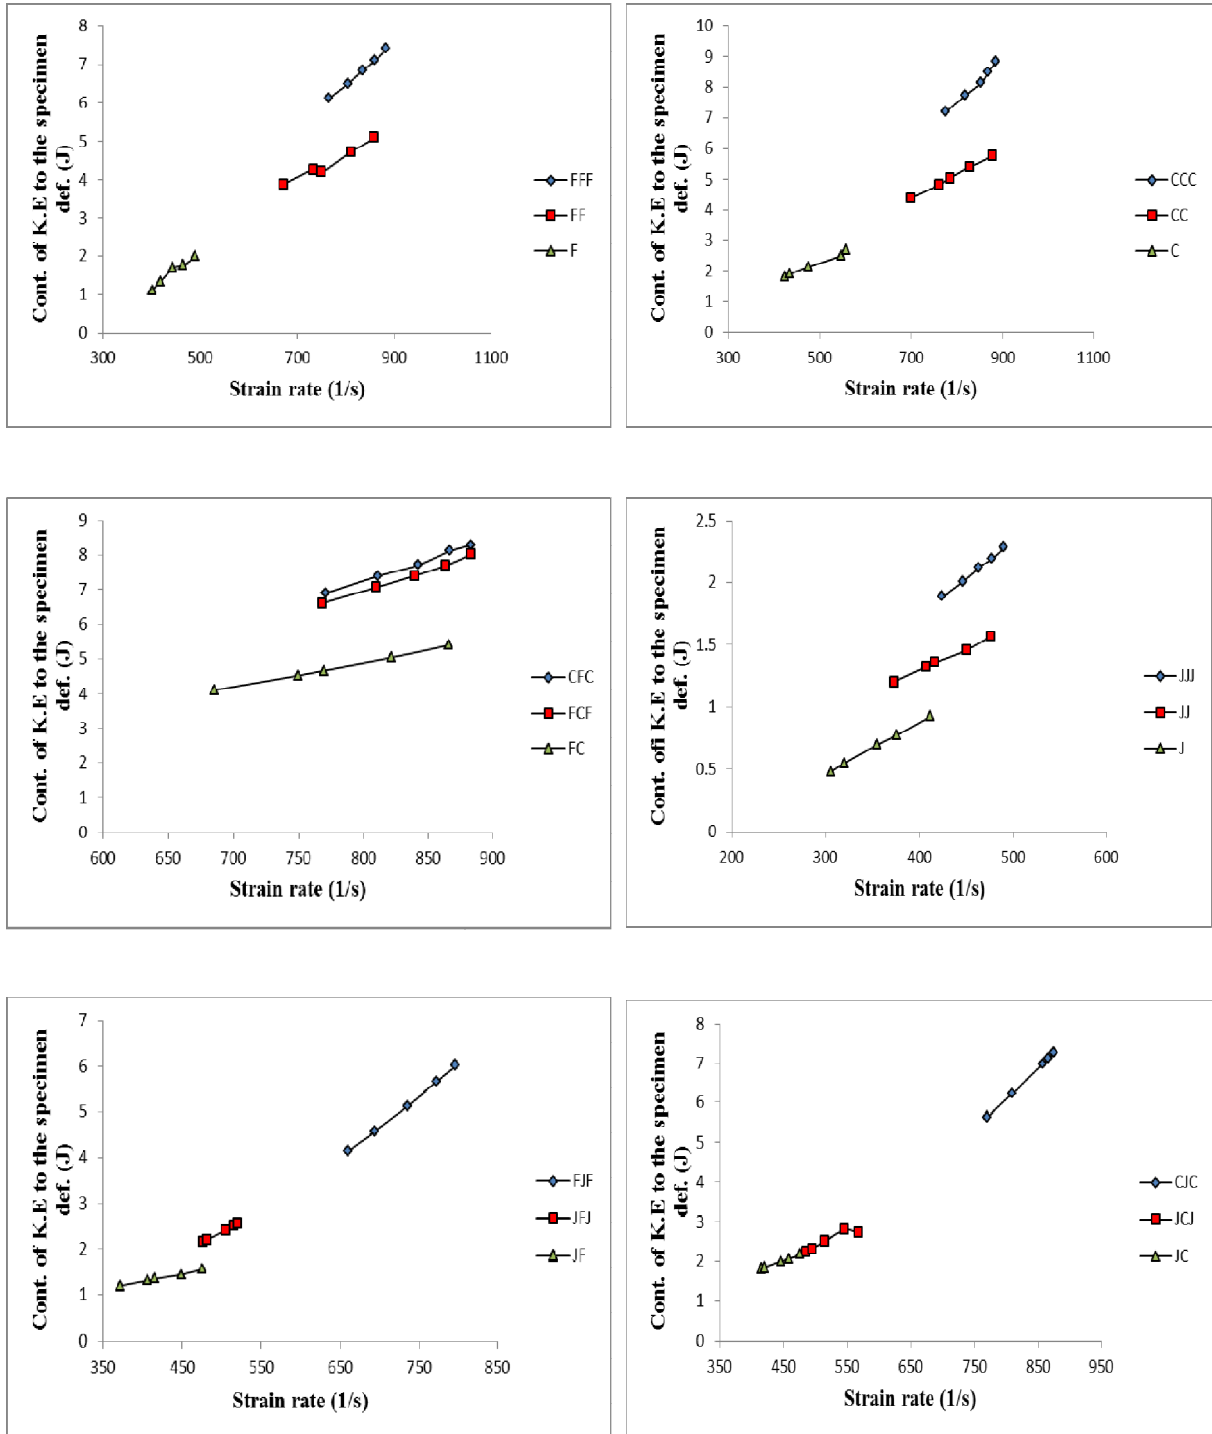 Cont. of K.E to the specimen
def. (J)
8
7
6
5
4
3
2
1
0
300
500
700
900
1100
Strain rate (1/s)
FFF
FF
F
Cont. of K.E to the specimen
def. (J)
10
9
8
7
6
5
4
3
2
1
0
300
500
700
900
1100
Strain rate (1/s)
CCC
CC
C
Cont. of K.E to the specimen
def. (J)
9
8
7
6
5
4
3
2
1
0
600
650
700
750
800
850
900
Strain rate (1/s)
CFC
FCF
FC
Cont. ofi K.E to the specimen
def. (J)
2.5
2
1.5
1
0.5
0
200
300
400
500
600
Strain rate (1/s)
JJJ
JJ
J
Cont. of K.E to the specimen
def. (J)
7
6
5
4
3
2
1
0
350
450
550
650
750
850
Strain rate (1/s)
FJF
JFJ
JF
Cont. of K.E to the specimen
def. (J)
8
7
6
5
4
3
2
1
0
350
450
550
650
750
850
950
Strain rate (1/s)
CJC
JCJ
JC